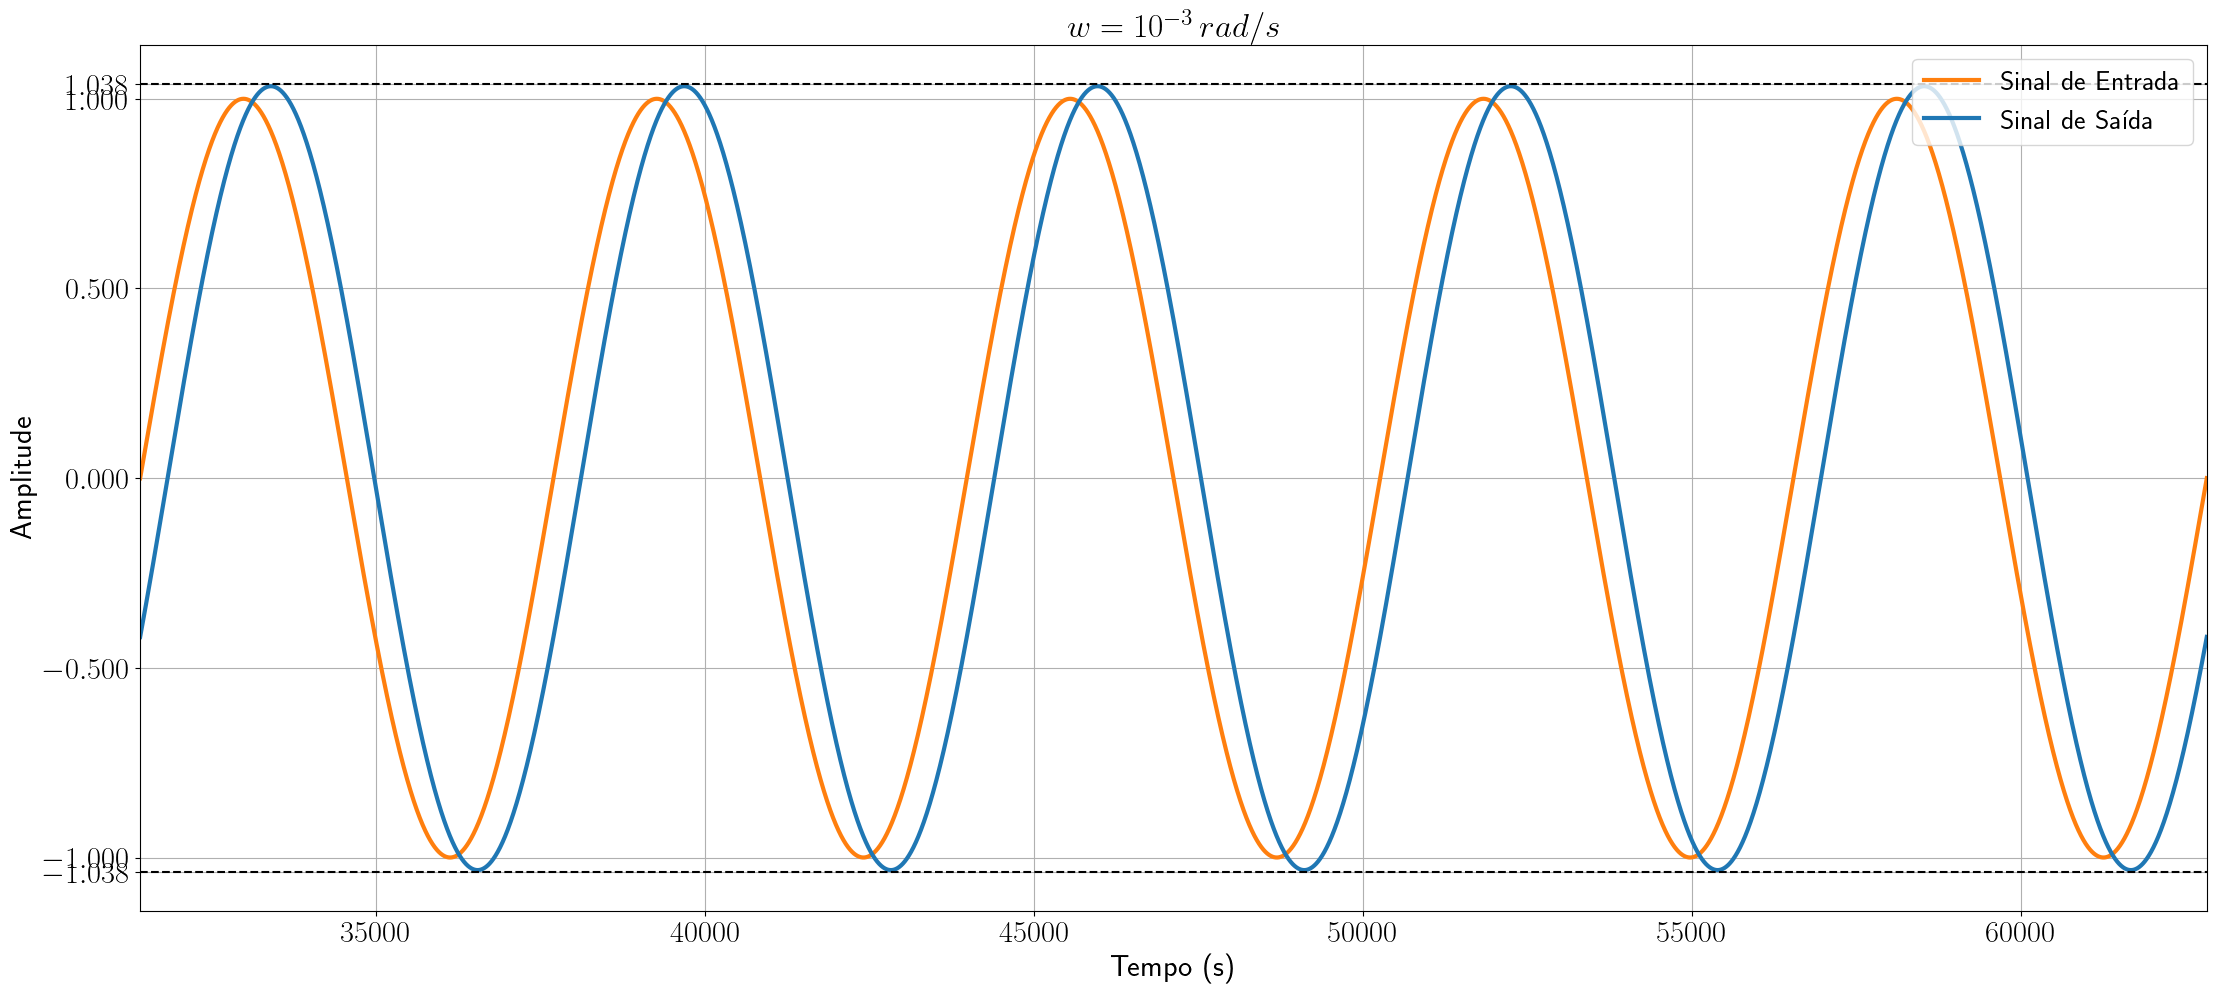 w = 10⁻³ rad/s
1.038
1.000
0.500
0.000
−0.500
−1.000
−1.038
Amplitude
Sinal de Entrada
Sinal de Saída
35000 40000 45000 50000 55000 60000
Tempo (s)